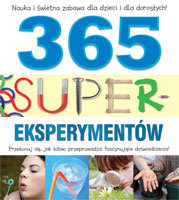 Nauka i świetna zabawa dla dzieci i dla dorosłych!
365
SUPER-
EKSPERYMENTÓW
Przekonaj się, jak łatwo przeprowadzić fascynujące doświadczenia!